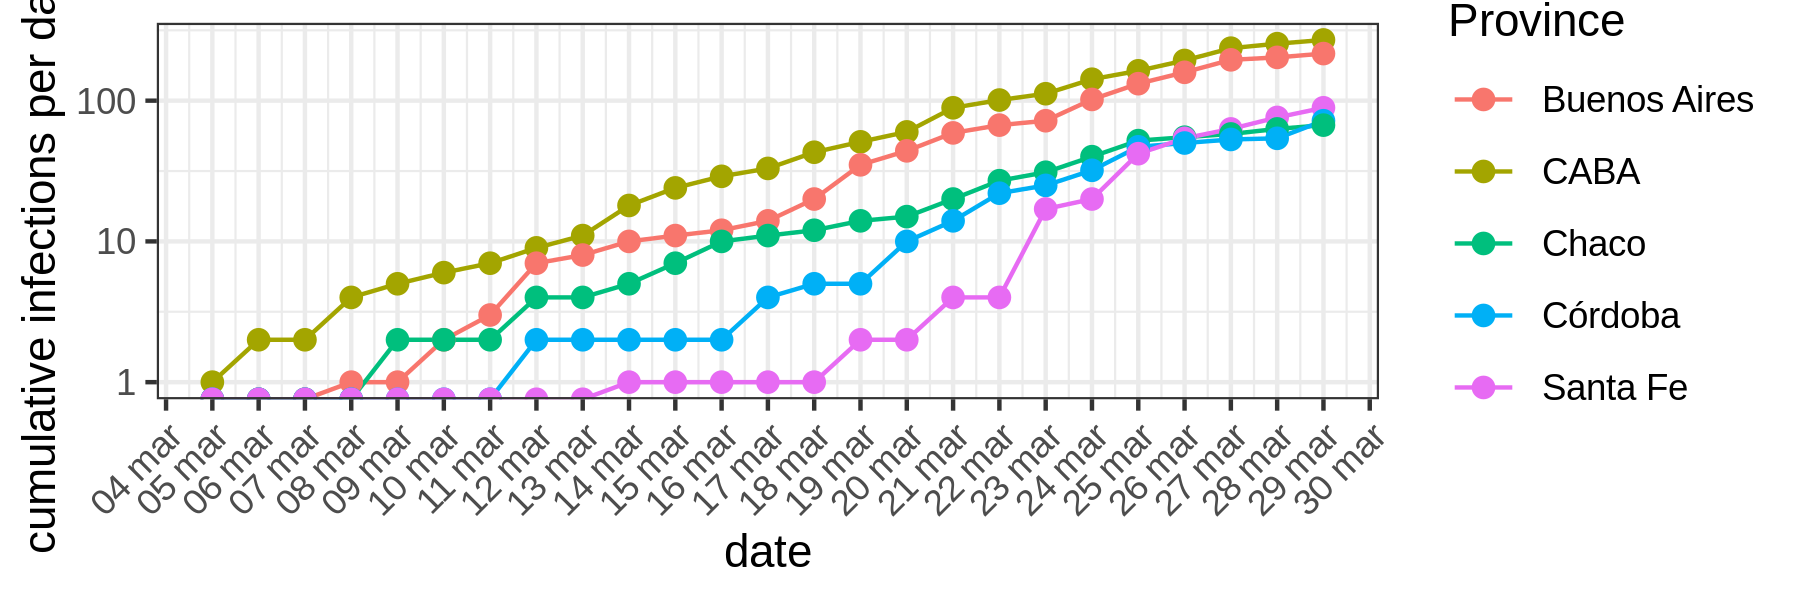 cumulative infections per da
100
10
1
04 mar
05 mar
06 mar
07 mar
08 mar
09 mar
10 mar
11 mar
12 mar
13 mar
14 mar
15 mar
16 mar
17 mar
18 mar
19 mar
20 mar
21 mar
22 mar
23 mar
24 mar
25 mar
26 mar
27 mar
28 mar
29 mar
30 mar
date
Province
Buenos Aires
CABA
Chaco
Córdoba
Santa Fe